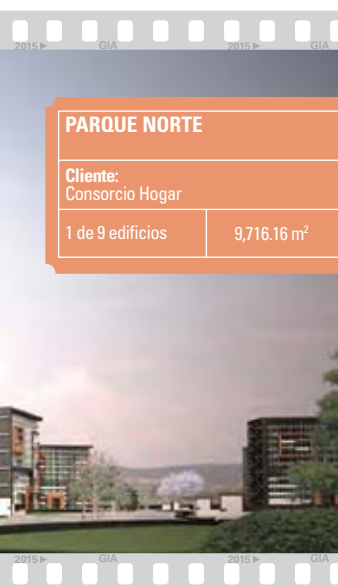 2015 GIA 2015 GIA
PARQUE NORTE
Cliente:
Consorcio Hogar
1 de 9 edificios 9,716.16 m²
2015 GIA 2015 GIA